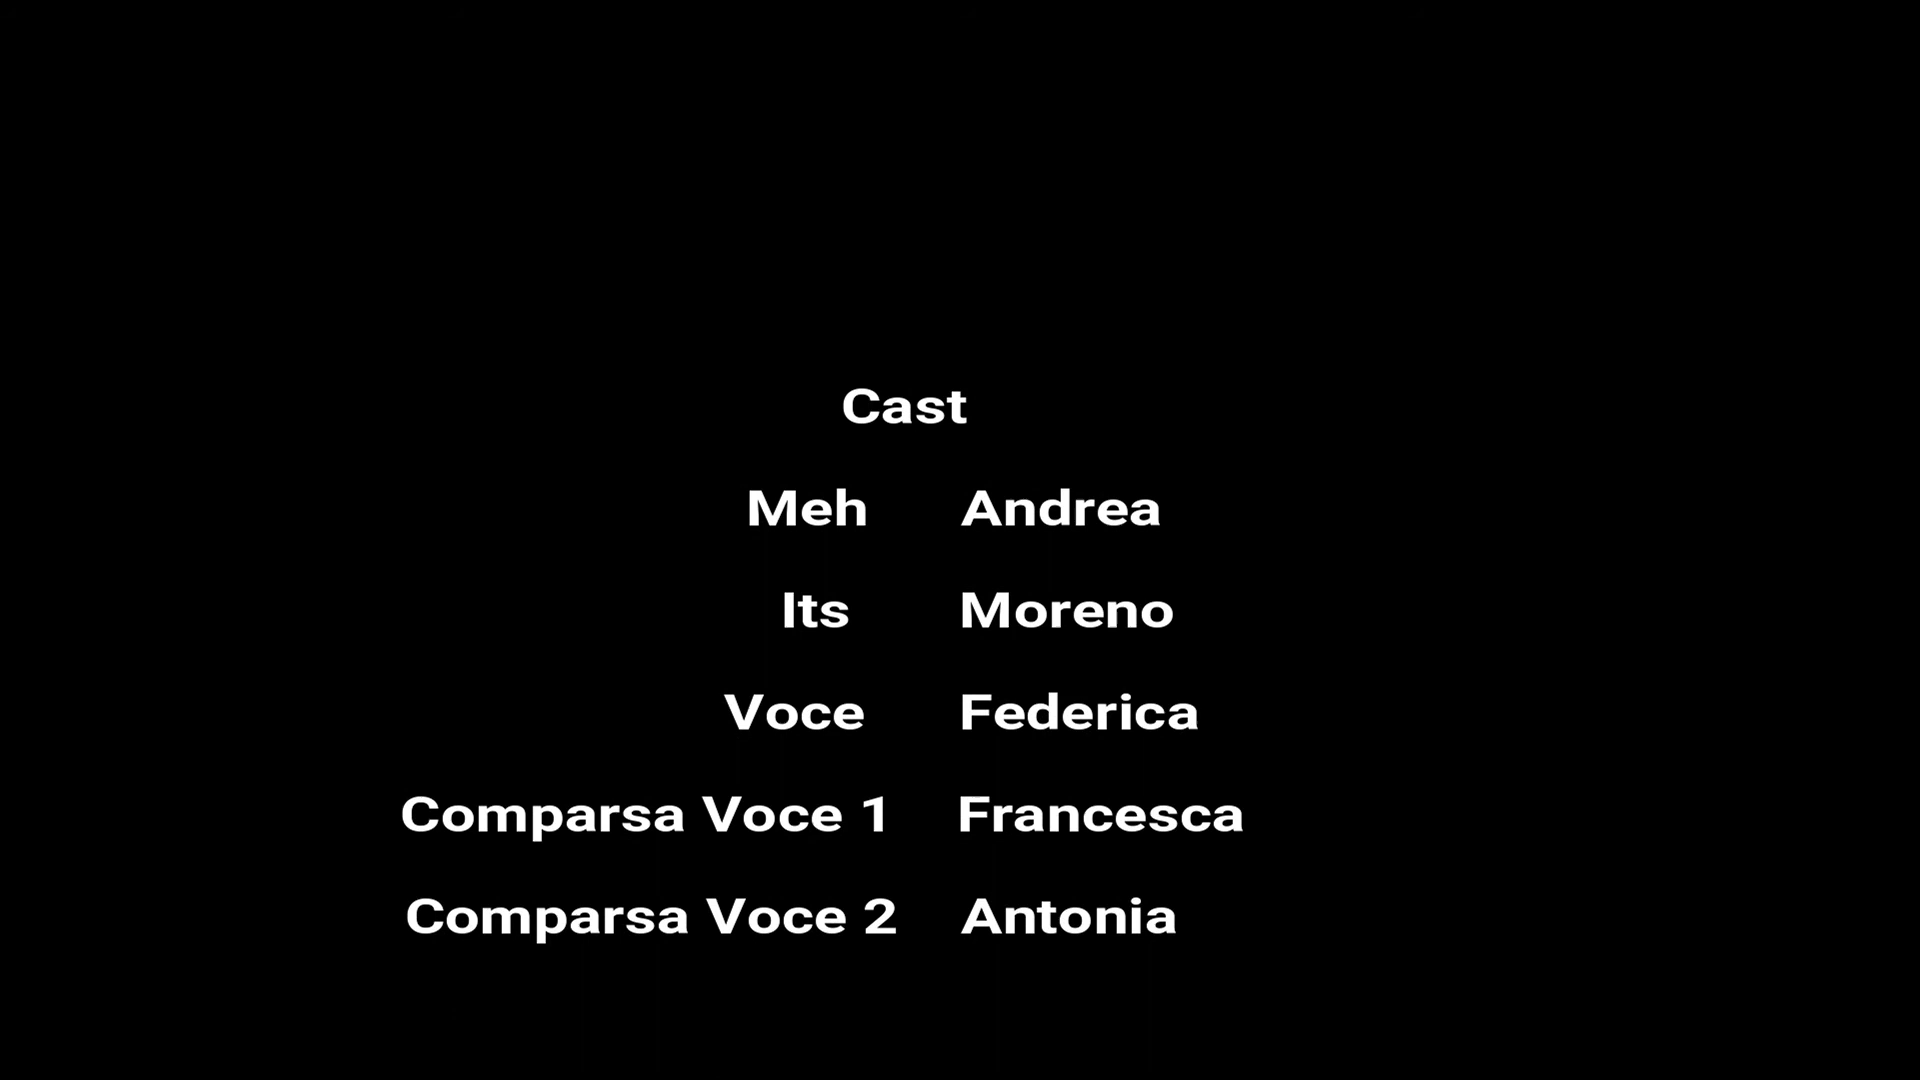 Cast
Meh Andrea
Its Moreno
Voce Federica
Comparsa Voce 1 Francesca
Comparsa Voce 2 Antonia